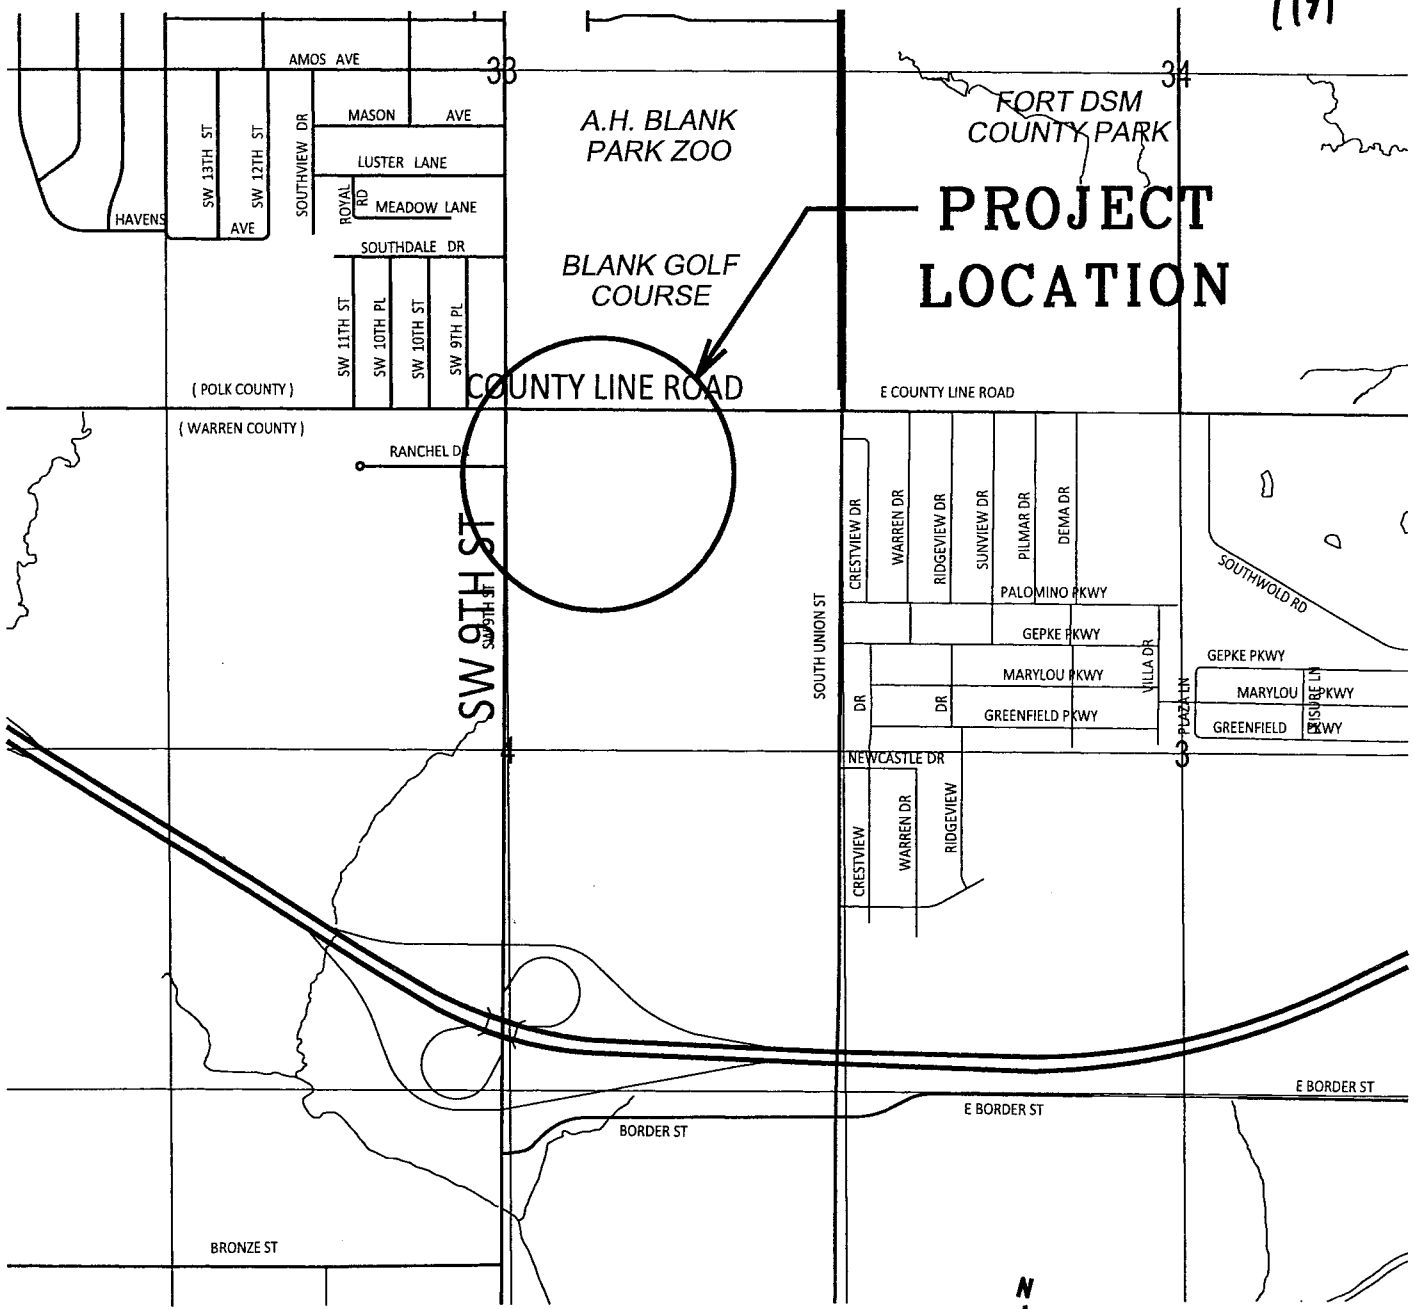 AMOS AVE
33
34
SW 13TH ST
SW 12TH ST
SOUTHVIEW DR
MASON AVE
LUSTER LANE
ROYAL RD
MEADOW LANE
HAVENS AVE
SOUTHDALE DR
A.H. BLANK
PARK ZOO
FORT DSM
COUNTY PARK
PROJECT
LOCATION
BLANK GOLF
COURSE
SW 11TH ST
SW 10TH PL
SW 10TH ST
SW 9TH PL
( POLK COUNTY )
COUNTY LINE ROAD
E COUNTY LINE ROAD
( WARREN COUNTY )
RANCHEL DR
SW 9TH ST
SW 9TH ST
SOUTH UNION ST
CRESTVIEW DR
WARREN DR
RIDGEVIEW DR
SUNVIEW DR
PILMAR DR
DEMA DR
SOUTHWOLD RD
PALOMINO PKWY
GEPKE PKWY
VILLA DR
MARYLOU PKWY
DR
DR
GREENFIELD PKWY
PLAZA LN
GEPKE PKWY
MARYLOU PKWY
LEISURE LN
GREENFIELD PKWY
4
3
NEWCASTLE DR
CRESTVIEW
WARREN DR
RIDGEVIEW
E BORDER ST
E BORDER ST
BORDER ST
BRONZE ST
N